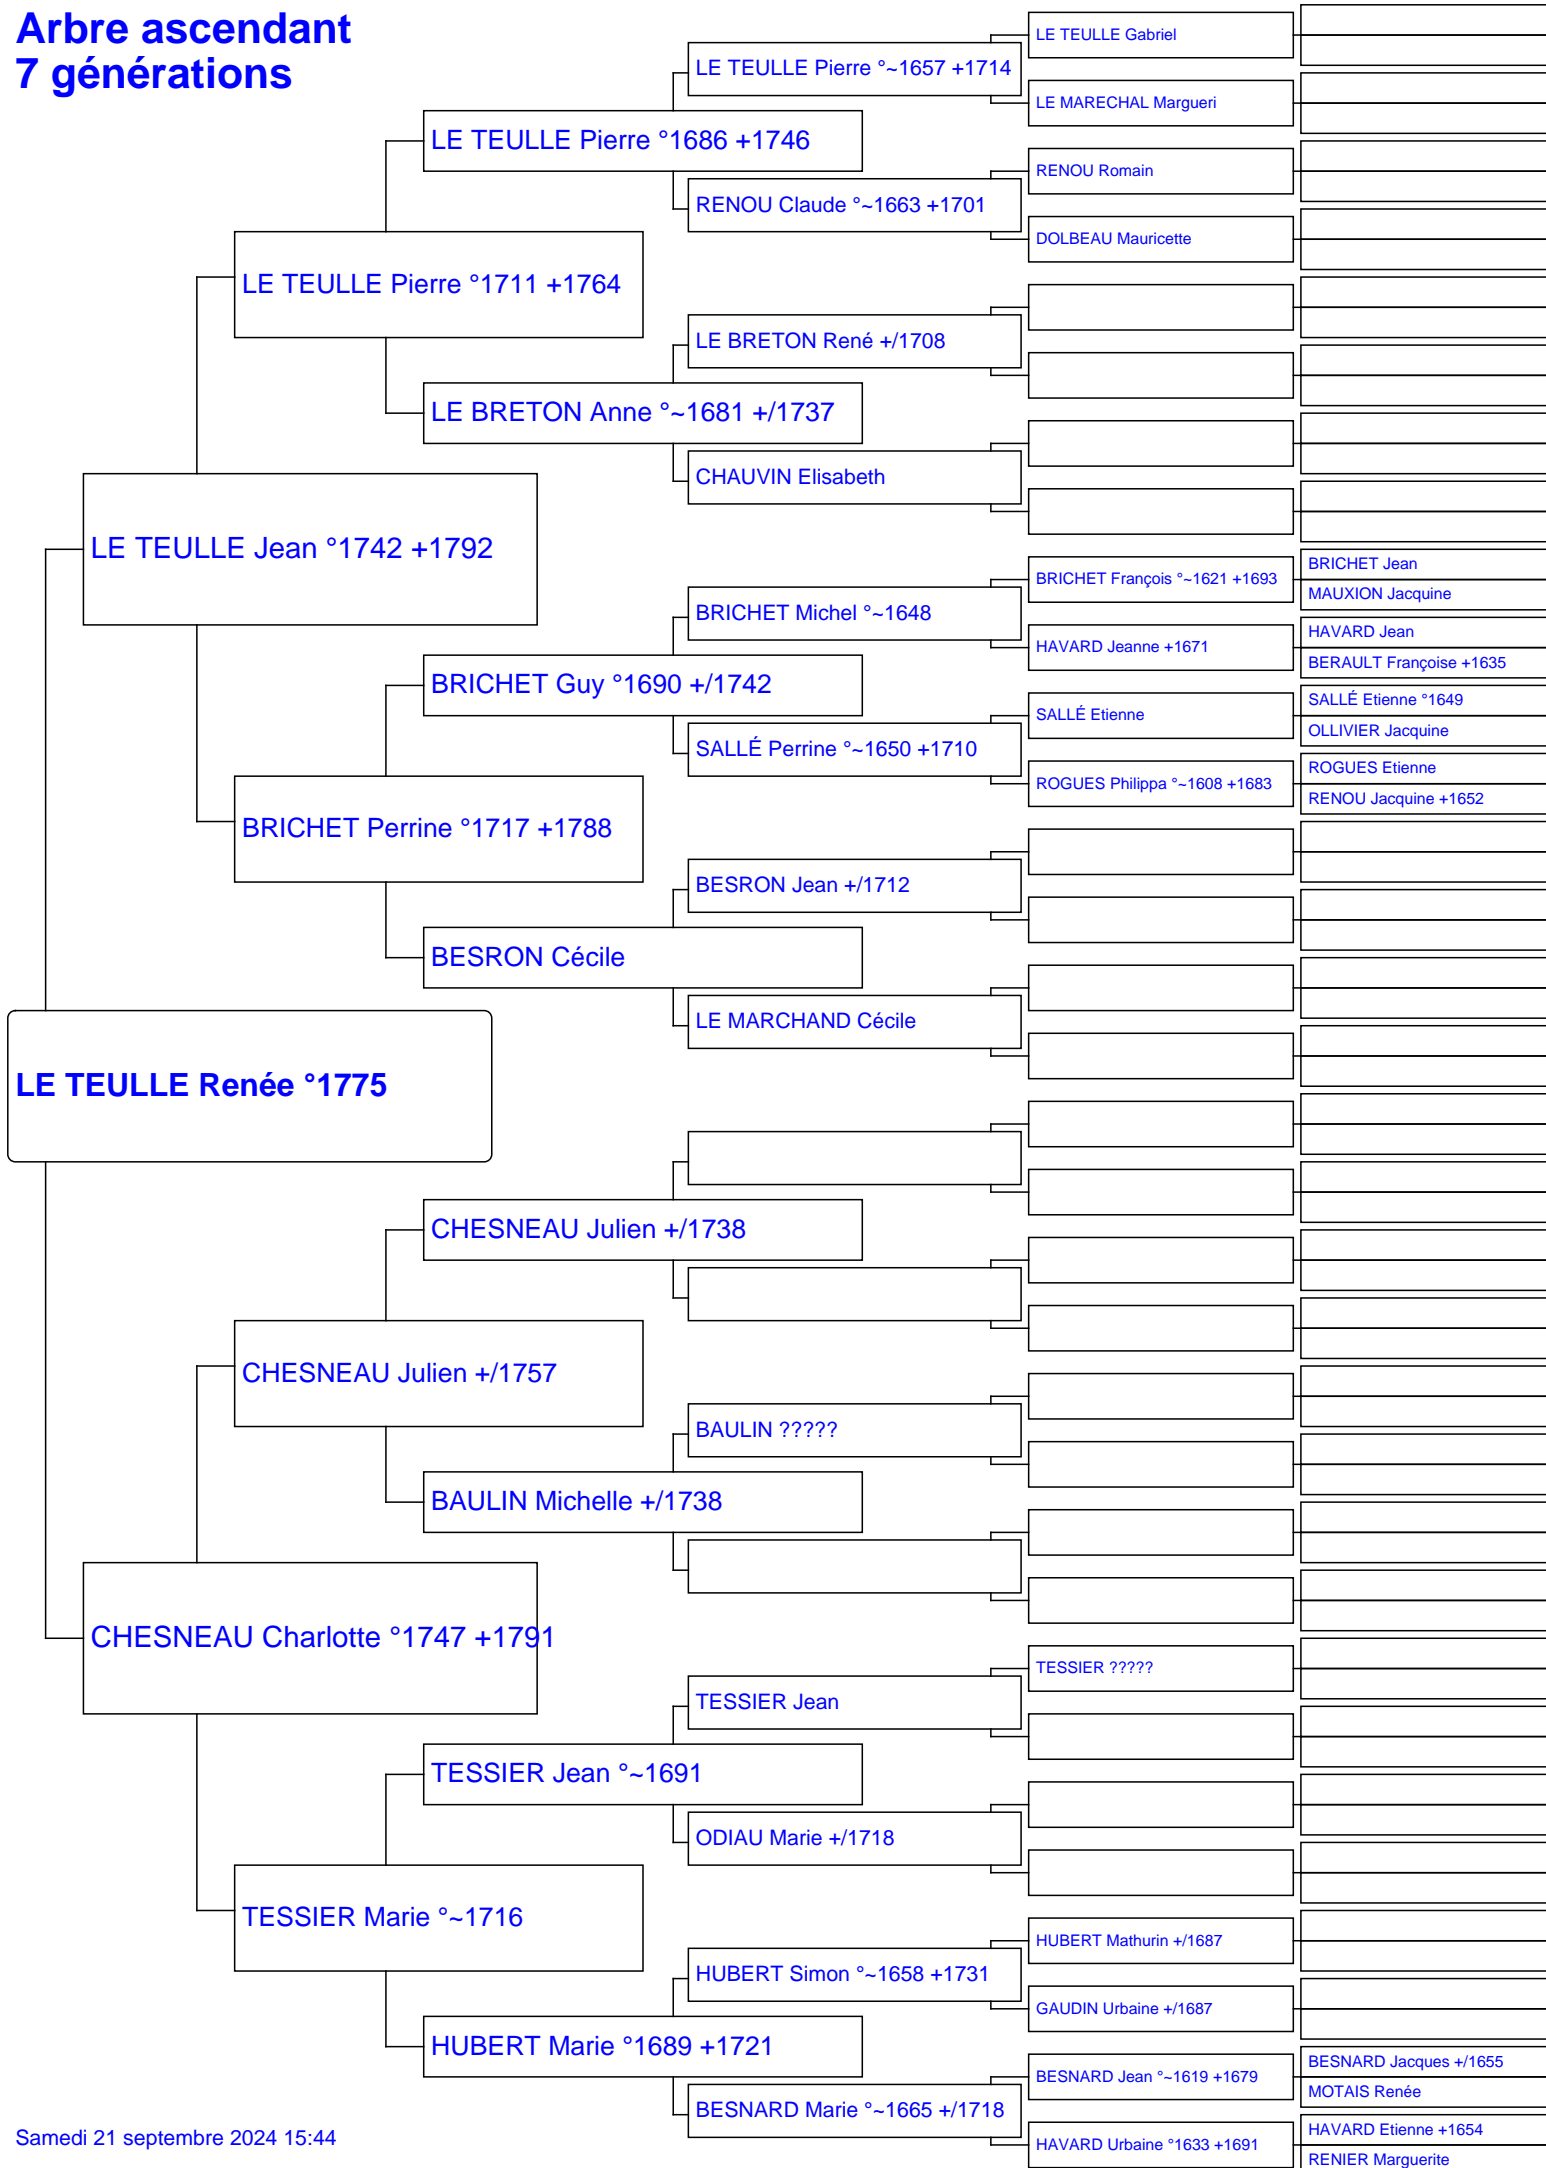 Arbre ascendant
7 générations
LE TEULLE Renée °1775
LE TEULLE Jean °1742 +1792
CHESNEAU Charlotte °1747 +1791
LE TEULLE Pierre °1711 +1764
BRICHET Perrine °1717 +1788
CHESNEAU Julien +/1757
TESSIER Marie °~1716
LE TEULLE Pierre °1686 +1746
LE BRETON Anne °~1681 +/1737
BRICHET Guy °1690 +/1742
BESRON Cécile
CHESNEAU Julien +/1738
BAULIN Michelle +/1738
TESSIER Jean °~1691
HUBERT Marie °1689 +1721
LE TEULLE Pierre °~1657 +1714
RENOU Claude °~1663 +1701
LE BRETON René +/1708
CHAUVIN Elisabeth
BRICHET Michel °~1648
SALLÉ Perrine °~1650 +1710
BESRON Jean +/1712
LE MARCHAND Cécile
BAULIN ?????
TESSIER Jean
ODIAU Marie +/1718
HUBERT Simon °~1658 +1731
BESNARD Marie °~1665 +/1718
LE TEULLE Gabriel
LE MARECHAL Margueri
RENOU Romain
DOLBEAU Mauricette
BRICHET François °~1621 +1693
HAVARD Jeanne +1671
SALLÉ Etienne
ROGUES Philippa °~1608 +1683
TESSIER ?????
HUBERT Mathurin +/1687
GAUDIN Urbaine +/1687
BESNARD Jean °~1619 +1679
HAVARD Urbaine °1633 +1691
BRICHET Jean
MAUXION Jacquine
HAVARD Jean
BERAULT Françoise +1635
SALLÉ Etienne °1649
OLLIVIER Jacquine
ROGUES Etienne
RENOU Jacquine +1652
BESNARD Jacques +/1655
MOTAIS Renée
HAVARD Etienne +1654
RENIER Marguerite
Samedi 21 septembre 2024 15:44